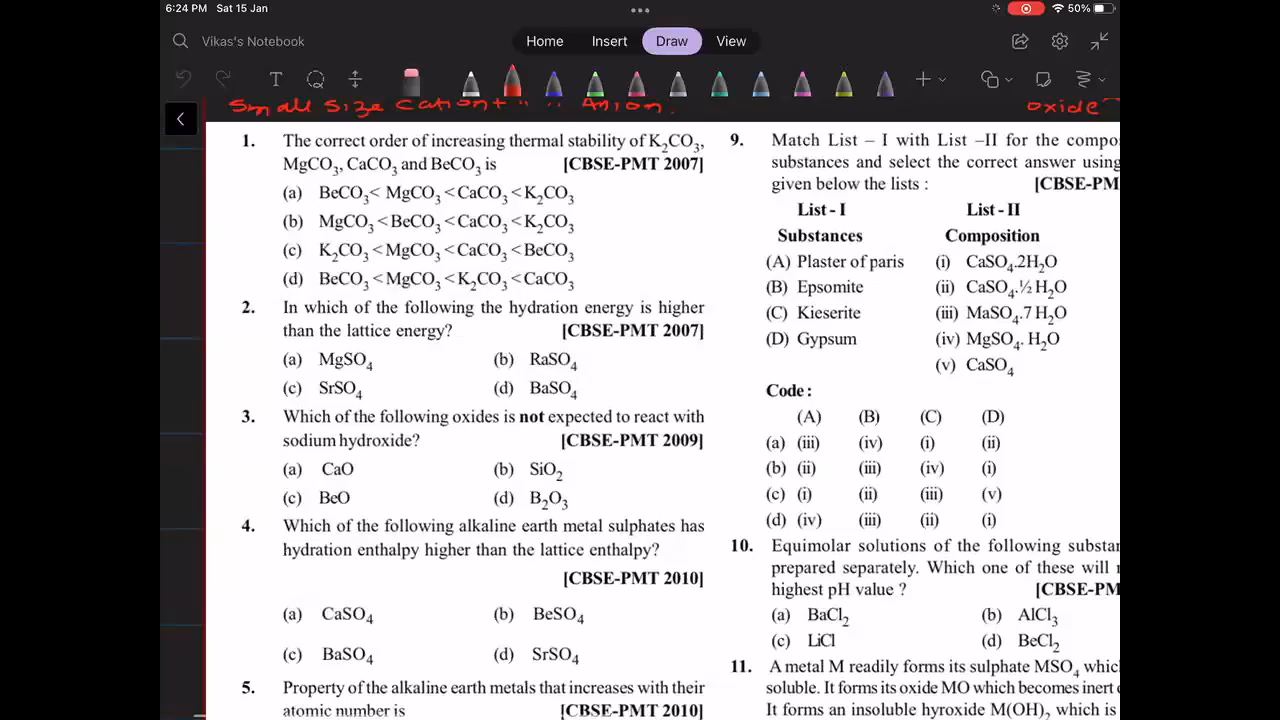 6:24 PM Sat 15 Jan
50%
Vikas's Notebook
Home Insert Draw View
Small Size Cation + " " Anion.
oxide
1. The correct order of increasing thermal stability of K₂CO₃,
MgCO₃, CaCO₃ and BeCO₃ is [CBSE-PMT 2007]
(a) BeCO₃ < MgCO₃ < CaCO₃ < K₂CO₃
(b) MgCO₃ < BeCO₃ < CaCO₃ < K₂CO₃
(c) K₂CO₃ < MgCO₃ < CaCO₃ < BeCO₃
(d) BeCO₃ < MgCO₃ < K₂CO₃ < CaCO₃
2. In which of the following the hydration energy is higher
than the lattice energy? [CBSE-PMT 2007]
(a) MgSO₄ (b) RaSO₄
(c) SrSO₄ (d) BaSO₄
3. Which of the following oxides is not expected to react with
sodium hydroxide? [CBSE-PMT 2009]
(a) CaO (b) SiO₂
(c) BeO (d) B₂O₃
4. Which of the following alkaline earth metal sulphates has
hydration enthalpy higher than the lattice enthalpy?
[CBSE-PMT 2010]
(a) CaSO₄ (b) BeSO₄
(c) BaSO₄ (d) SrSO₄
5. Property of the alkaline earth metals that increases with their
atomic number is [CBSE-PMT 2010]
9. Match List – I with List –II for the compo
substances and select the correct answer using
given below the lists : [CBSE-PM
List - I List - II
Substances Composition
(A) Plaster of paris (i) CaSO₄.2H₂O
(B) Epsomite (ii) CaSO₄.½ H₂O
(C) Kieserite (iii) MaSO₄.7 H₂O
(D) Gypsum (iv) MgSO₄. H₂O
(v) CaSO₄
Code :
(A) (B) (C) (D)
(a) (iii) (iv) (i) (ii)
(b) (ii) (iii) (iv) (i)
(c) (i) (ii) (iii) (v)
(d) (iv) (iii) (ii) (i)
10. Equimolar solutions of the following substan
prepared separately. Which one of these will r
highest pH value ? [CBSE-PM
(a) BaCl₂ (b) AlCl₃
(c) LiCl (d) BeCl₂
11. A metal M readily forms its sulphate MSO₄ whic
soluble. It forms its oxide MO which becomes inert o
It forms an insoluble hyroxide M(OH)₂ which is